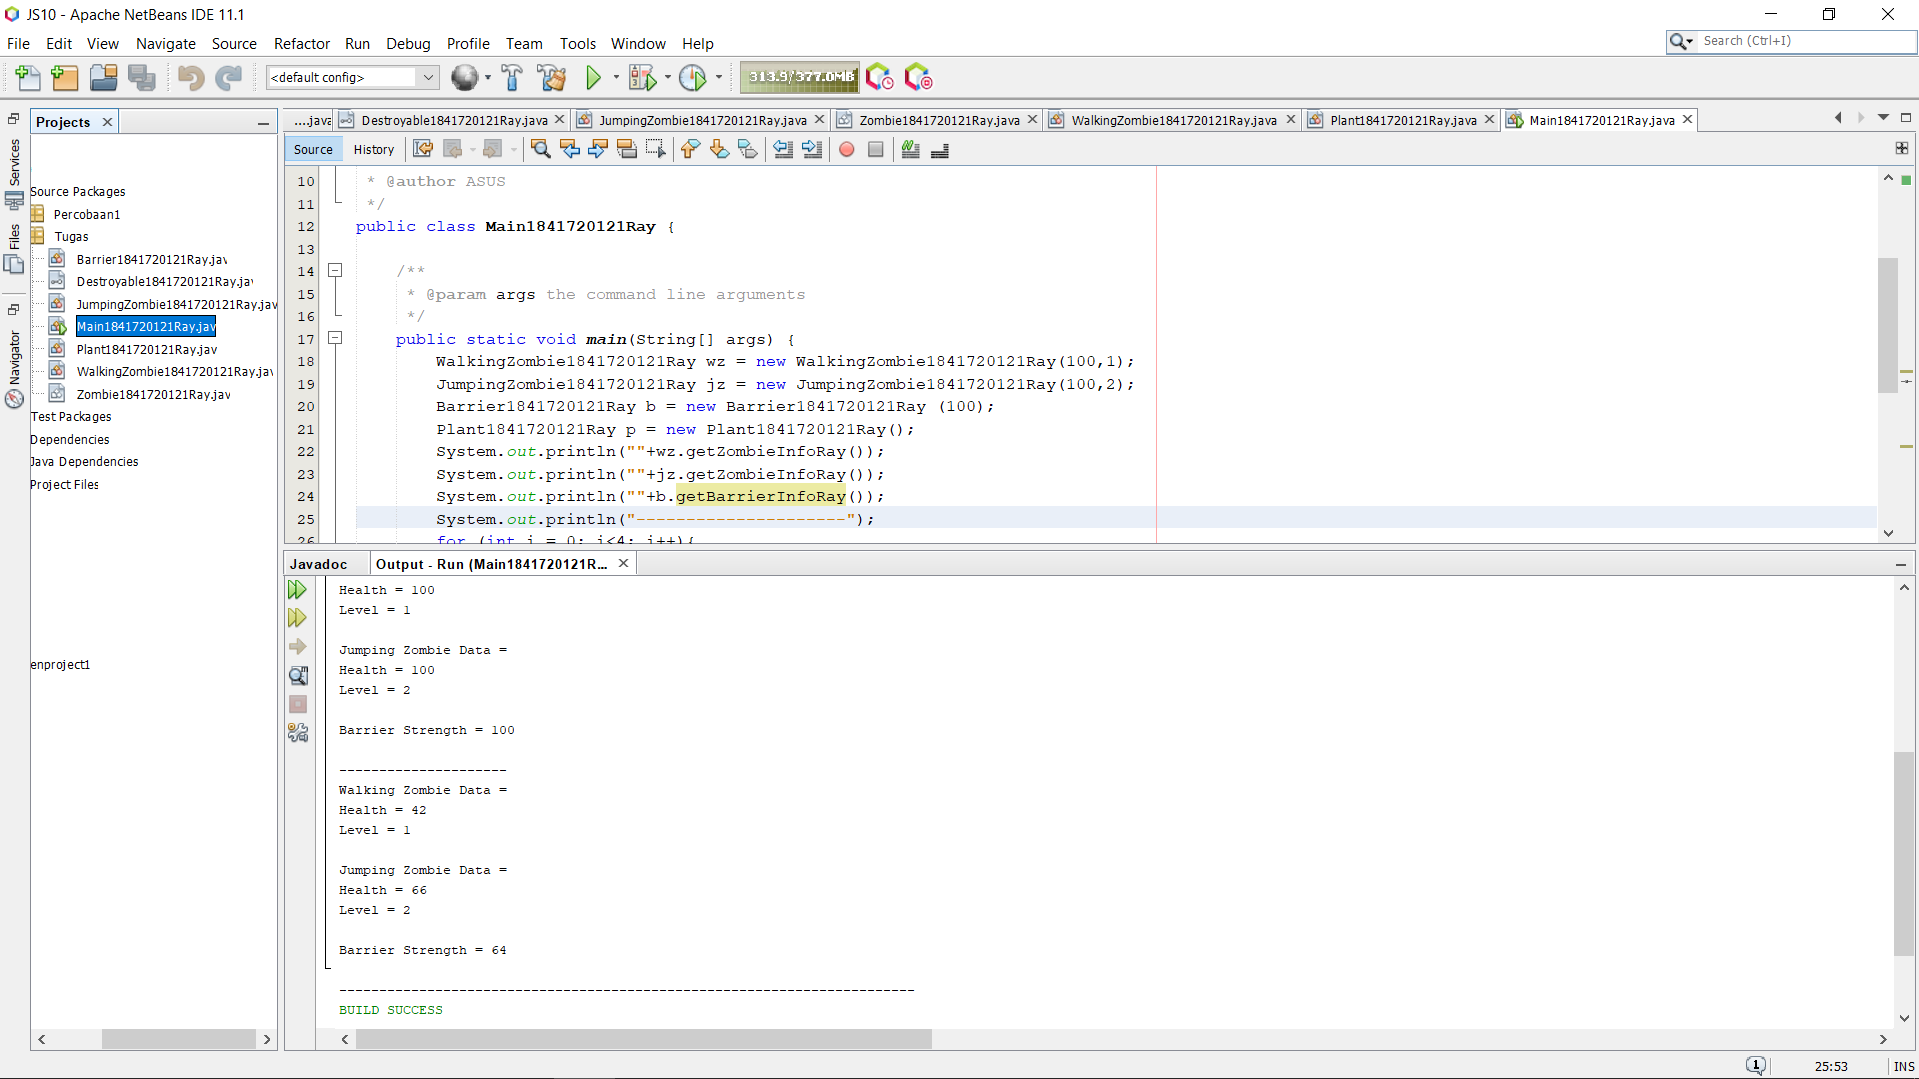 JS10 - Apache NetBeans IDE 11.1
File Edit View Navigate Source Refactor Run Debug Profile Team Tools Window Help
Search (Ctrl+I)
<default config>
313.9/377.0MB
Services
Files
Navigator
Projects
Source Packages
Percobaan1
Tugas
Barrier1841720121Ray.jav
Destroyable1841720121Ray.jav
JumpingZombie1841720121Ray.jav
Main1841720121Ray.jav
Plant1841720121Ray.jav
WalkingZombie1841720121Ray.jav
Zombie1841720121Ray.jav
Test Packages
Dependencies
Java Dependencies
Project Files
enproject1
....java Destroyable1841720121Ray.java JumpingZombie1841720121Ray.java Zombie1841720121Ray.java WalkingZombie1841720121Ray.java Plant1841720121Ray.java Main1841720121Ray.java
Source History
10 * @author ASUS
11 */
12 public class Main1841720121Ray {
13
14 /**
15 * @param args the command line arguments
16 */
17 public static void main(String[] args) {
18 WalkingZombie1841720121Ray wz = new WalkingZombie1841720121Ray(100,1);
19 JumpingZombie1841720121Ray jz = new JumpingZombie1841720121Ray(100,2);
20 Barrier1841720121Ray b = new Barrier1841720121Ray (100);
21 Plant1841720121Ray p = new Plant1841720121Ray();
22 System.out.println(""+wz.getZombieInfoRay());
23 System.out.println(""+jz.getZombieInfoRay());
24 System.out.println(""+b.getBarrierInfoRay());
25 System.out.println("---------------------");
26 for (int i = 0; i<4; i++){
Javadoc Output - Run (Main1841720121R...
Health = 100
Level = 1
Jumping Zombie Data =
Health = 100
Level = 2
Barrier Strength = 100
---------------------
Walking Zombie Data =
Health = 42
Level = 1
Jumping Zombie Data =
Health = 66
Level = 2
Barrier Strength = 64
------------------------------------------------------------------------
BUILD SUCCESS
1 25:53 INS